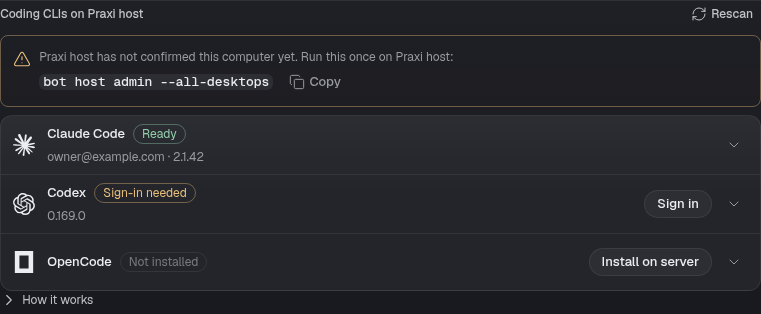 Coding CLIs on Praxi host
Rescan
Praxi host has not confirmed this computer yet. Run this once on Praxi host:
bot host admin --all-desktops
Copy
Claude Code
Ready
owner@example.com · 2.1.42
Codex
Sign-in needed
0.169.0
Sign in
OpenCode
Not installed
Install on server
How it works